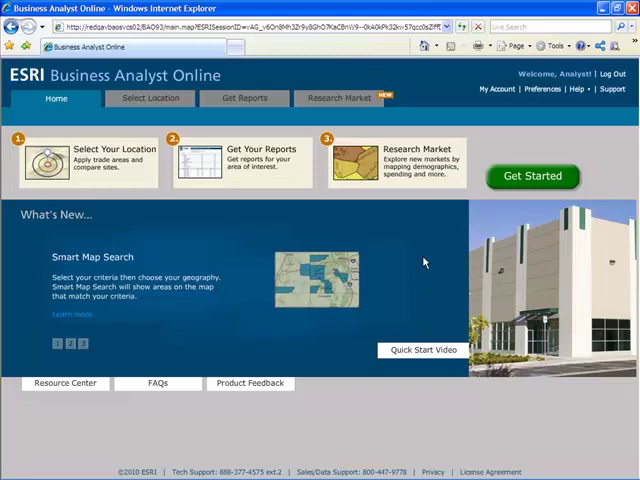 Business Analyst Online - Windows Internet Explorer
Business Analyst Online
Page
Tools
ESRI Business Analyst Online
Welcome, Analyst! | Log Out
My Account | Preferences | Help | Support
Home
Select Location
Get Reports
Research Market
NEW
1.
Select Your Location
Apply trade areas and
compare sites.
2.
Get Your Reports
Get reports for your
area of interest.
3.
Research Market
Explore new markets by
mapping demographics,
spending and more.
Get Started
What's New...
Smart Map Search
Select your criteria then choose your geography.
Smart Map Search will show areas on the map
that match your criteria.
Learn more
1 2 3
Quick Start Video
Resource Center
FAQs
Product Feedback
©2010 ESRI | Tech Support: 888-377-4575 ext.2 | Sales/Data Support: 800-447-9778 | Privacy | License Agreement